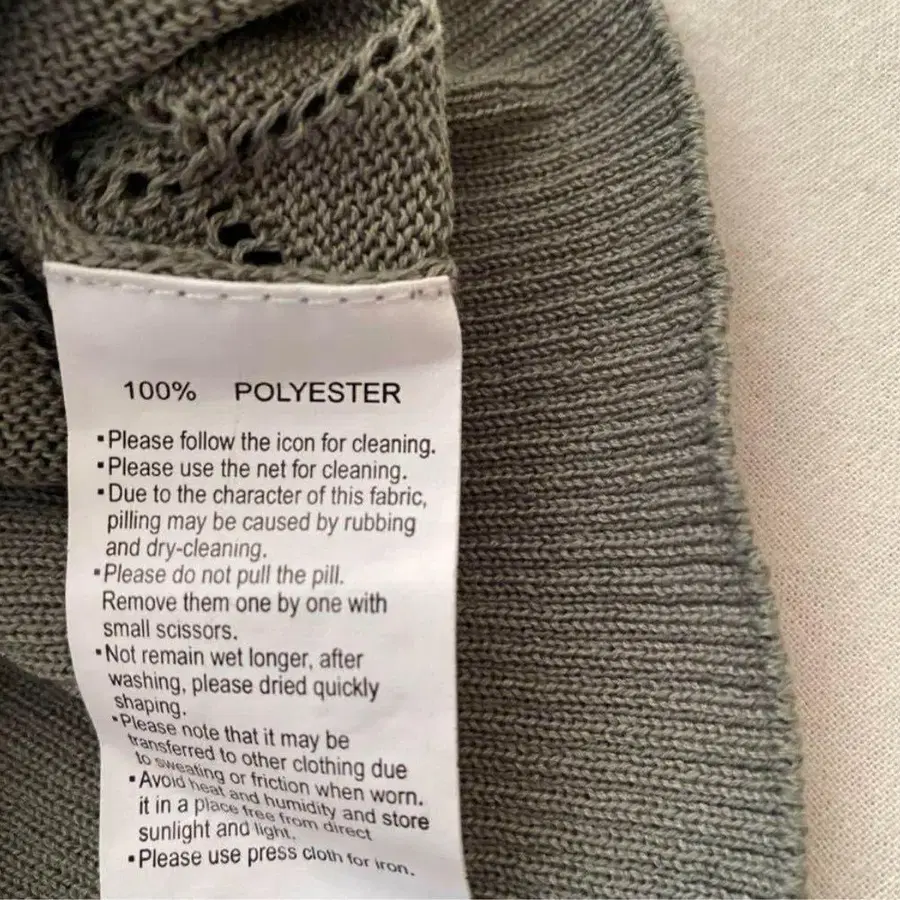 100% POLYESTER
▪Please follow the icon for cleaning.
▪Please use the net for cleaning.
▪Due to the character of this fabric,
pilling may be caused by rubbing
and dry-cleaning.
▪Please do not pull the pill.
Remove them one by one with
small scissors.
▪Not remain wet longer, after
washing, please dried quickly
shaping.
▪Please note that it may be
transferred to other clothing due
to sweating or friction when worn.
▪Avoid heat and humidity and store
it in a place free from direct
sunlight and light.
▪Please use press cloth for iron.